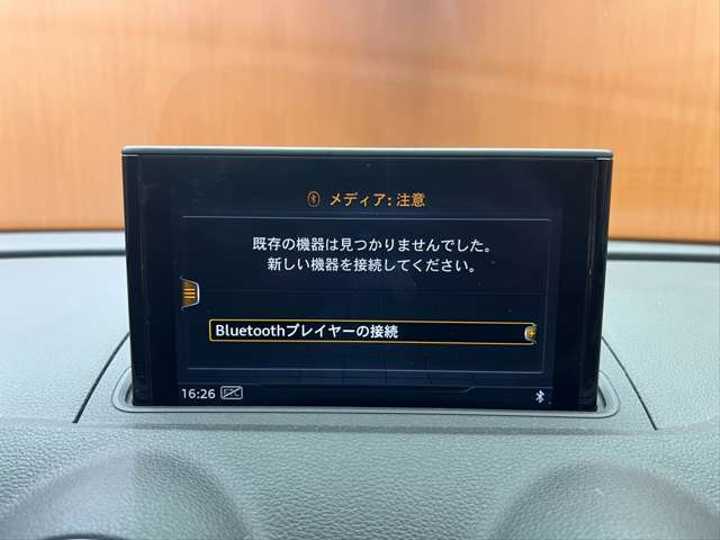 メディア:注意
既存の機器は見つかりませんでした。
新しい機器を接続してください。
Bluetoothプレイヤーの接続
16:26 ETC